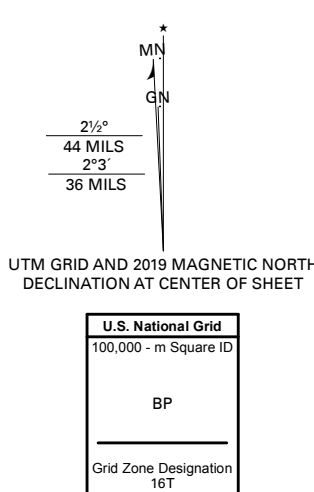 ★
MN
GN
2½°
44 MILS
2°3´
36 MILS
UTM GRID AND 2019 MAGNETIC NORTH
DECLINATION AT CENTER OF SHEET
U.S. National Grid
100,000 - m Square ID
BP
Grid Zone Designation
16T